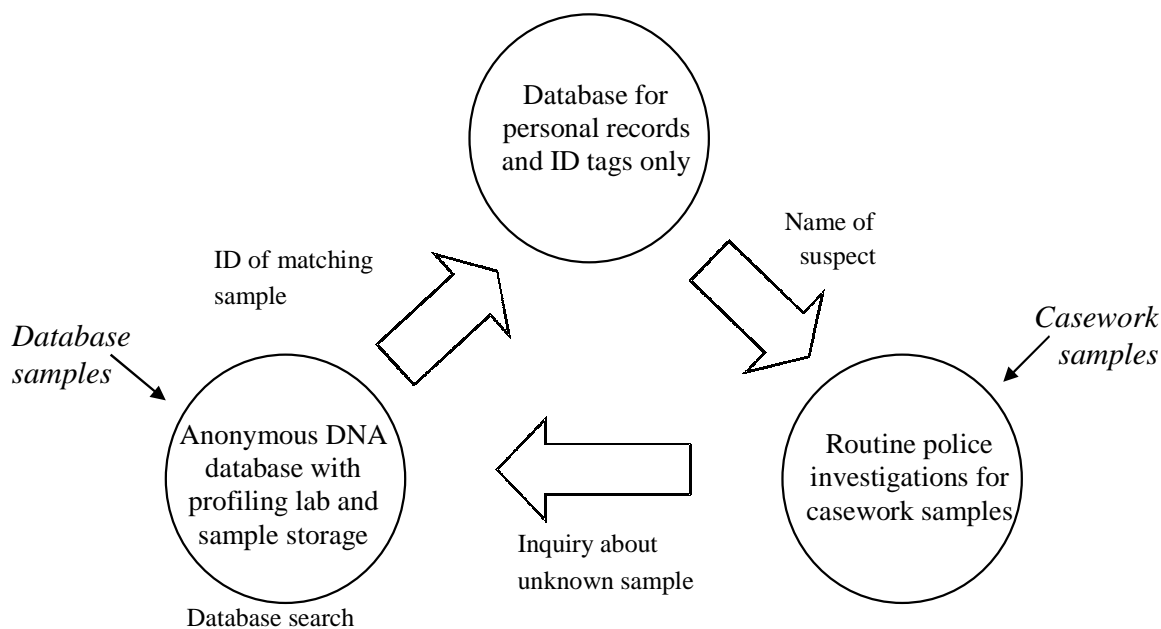 Database for
personal records
and ID tags only
Name of
suspect
ID of matching
sample
Database
samples
Casework
samples
Anonymous DNA
database with
profiling lab and
sample storage
Routine police
investigations for
casework samples
Inquiry about
unknown sample
Database search